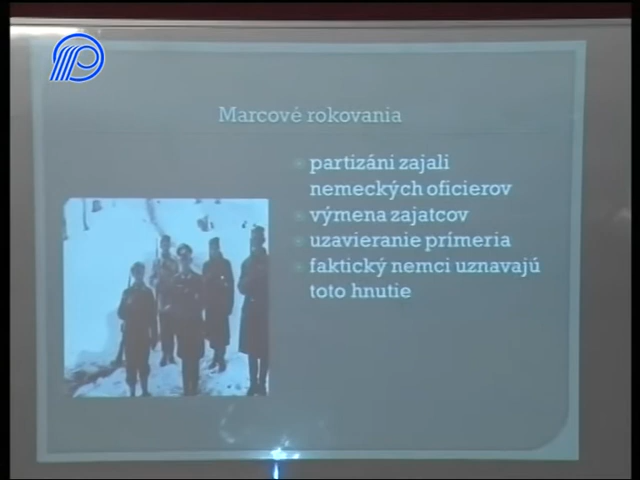 Marcové rokovania
partizáni zajali
nemeckých oficierov
výmena zajatcov
uzavieranie prímeria
faktický nemci uznavajú
toto hnutie